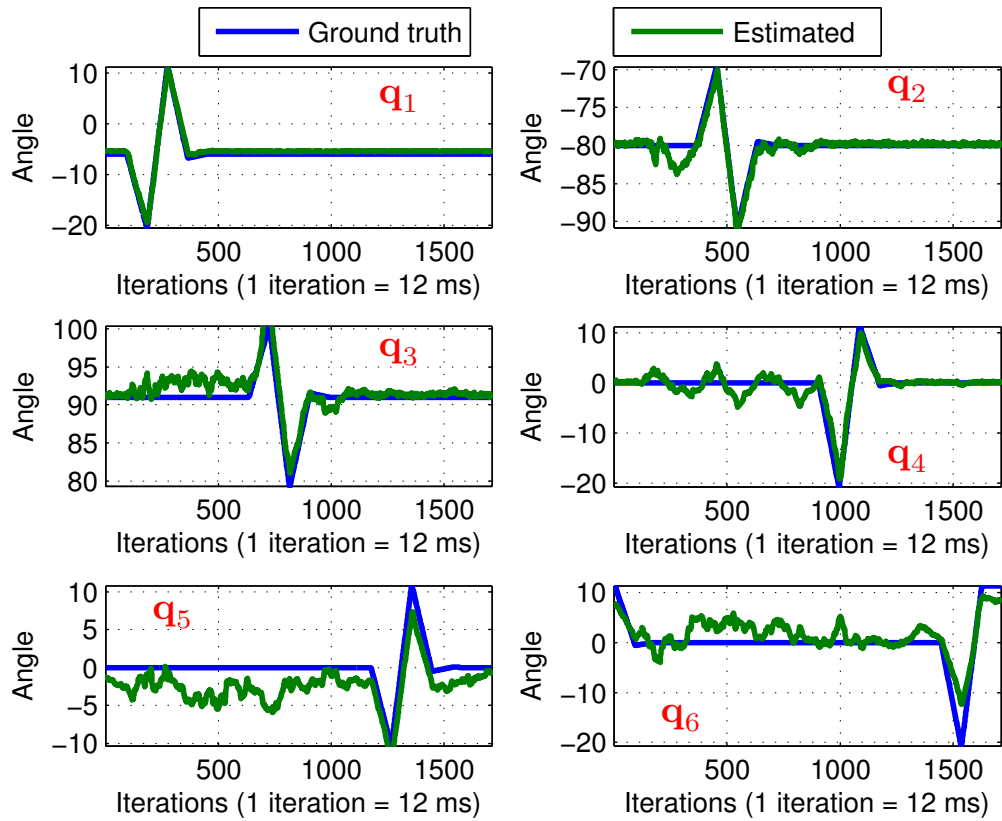 Ground truth
Estimated
10
0
−10
−20
Angle
q1
500 1000 1500
Iterations (1 iteration = 12 ms)
−70
−75
−80
−85
−90
Angle
q2
500 1000 1500
Iterations (1 iteration = 12 ms)
100
95
90
85
80
Angle
q3
500 1000 1500
Iterations (1 iteration = 12 ms)
10
0
−10
−20
Angle
q4
500 1000 1500
Iterations (1 iteration = 12 ms)
10
5
0
−5
−10
Angle
q5
500 1000 1500
Iterations (1 iteration = 12 ms)
10
0
−10
−20
Angle
q6
500 1000 1500
Iterations (1 iteration = 12 ms)